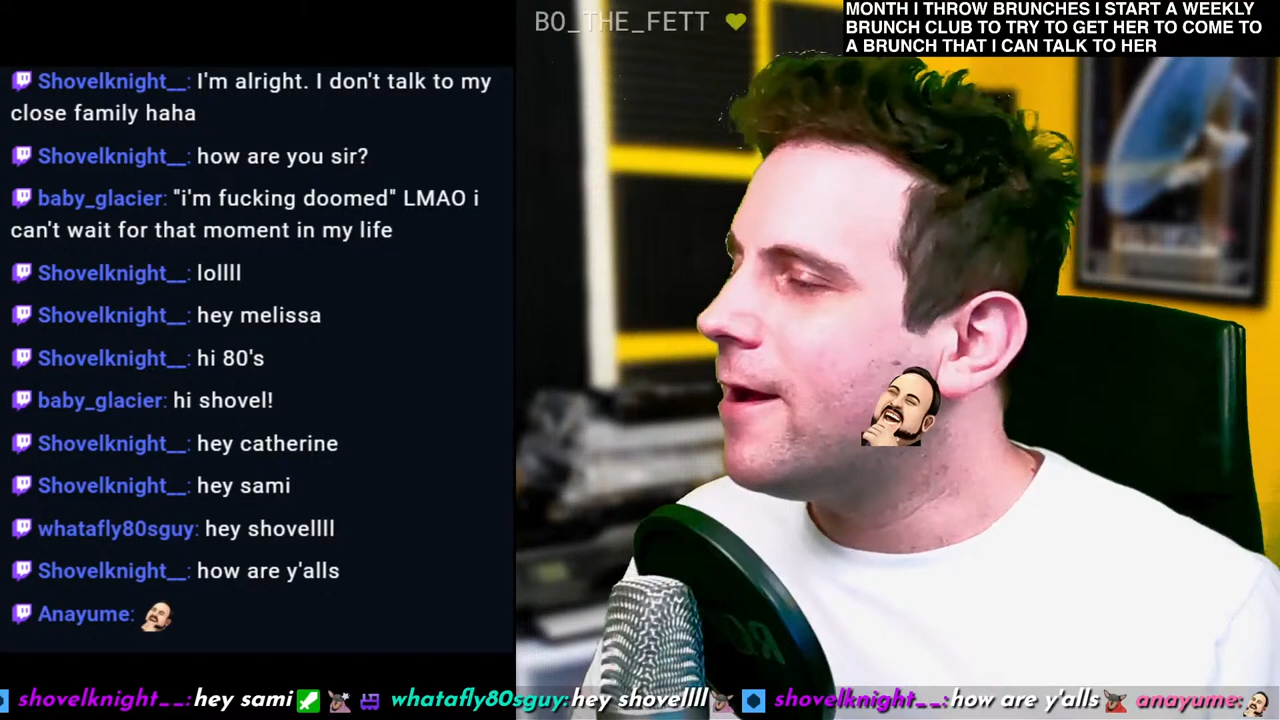 BO_THE_FETT
MONTH I THROW BRUNCHES I START A WEEKLY
BRUNCH CLUB TO TRY TO GET HER TO COME TO
A BRUNCH THAT I CAN TALK TO HER
Shovelknight__: I'm alright. I don't talk to my
close family haha
Shovelknight__: how are you sir?
baby_glacier: "i'm fucking doomed" LMAO i
can't wait for that moment in my life
Shovelknight__: lollll
Shovelknight__: hey melissa
Shovelknight__: hi 80's
baby_glacier: hi shovel!
Shovelknight__: hey catherine
Shovelknight__: hey sami
whatafly80sguy: hey shovellll
Shovelknight__: how are y'alls
Anayume:
shovelknight__: hey sami whatafly80sguy: hey shovellll shovelknight__: how are y'alls anayume: